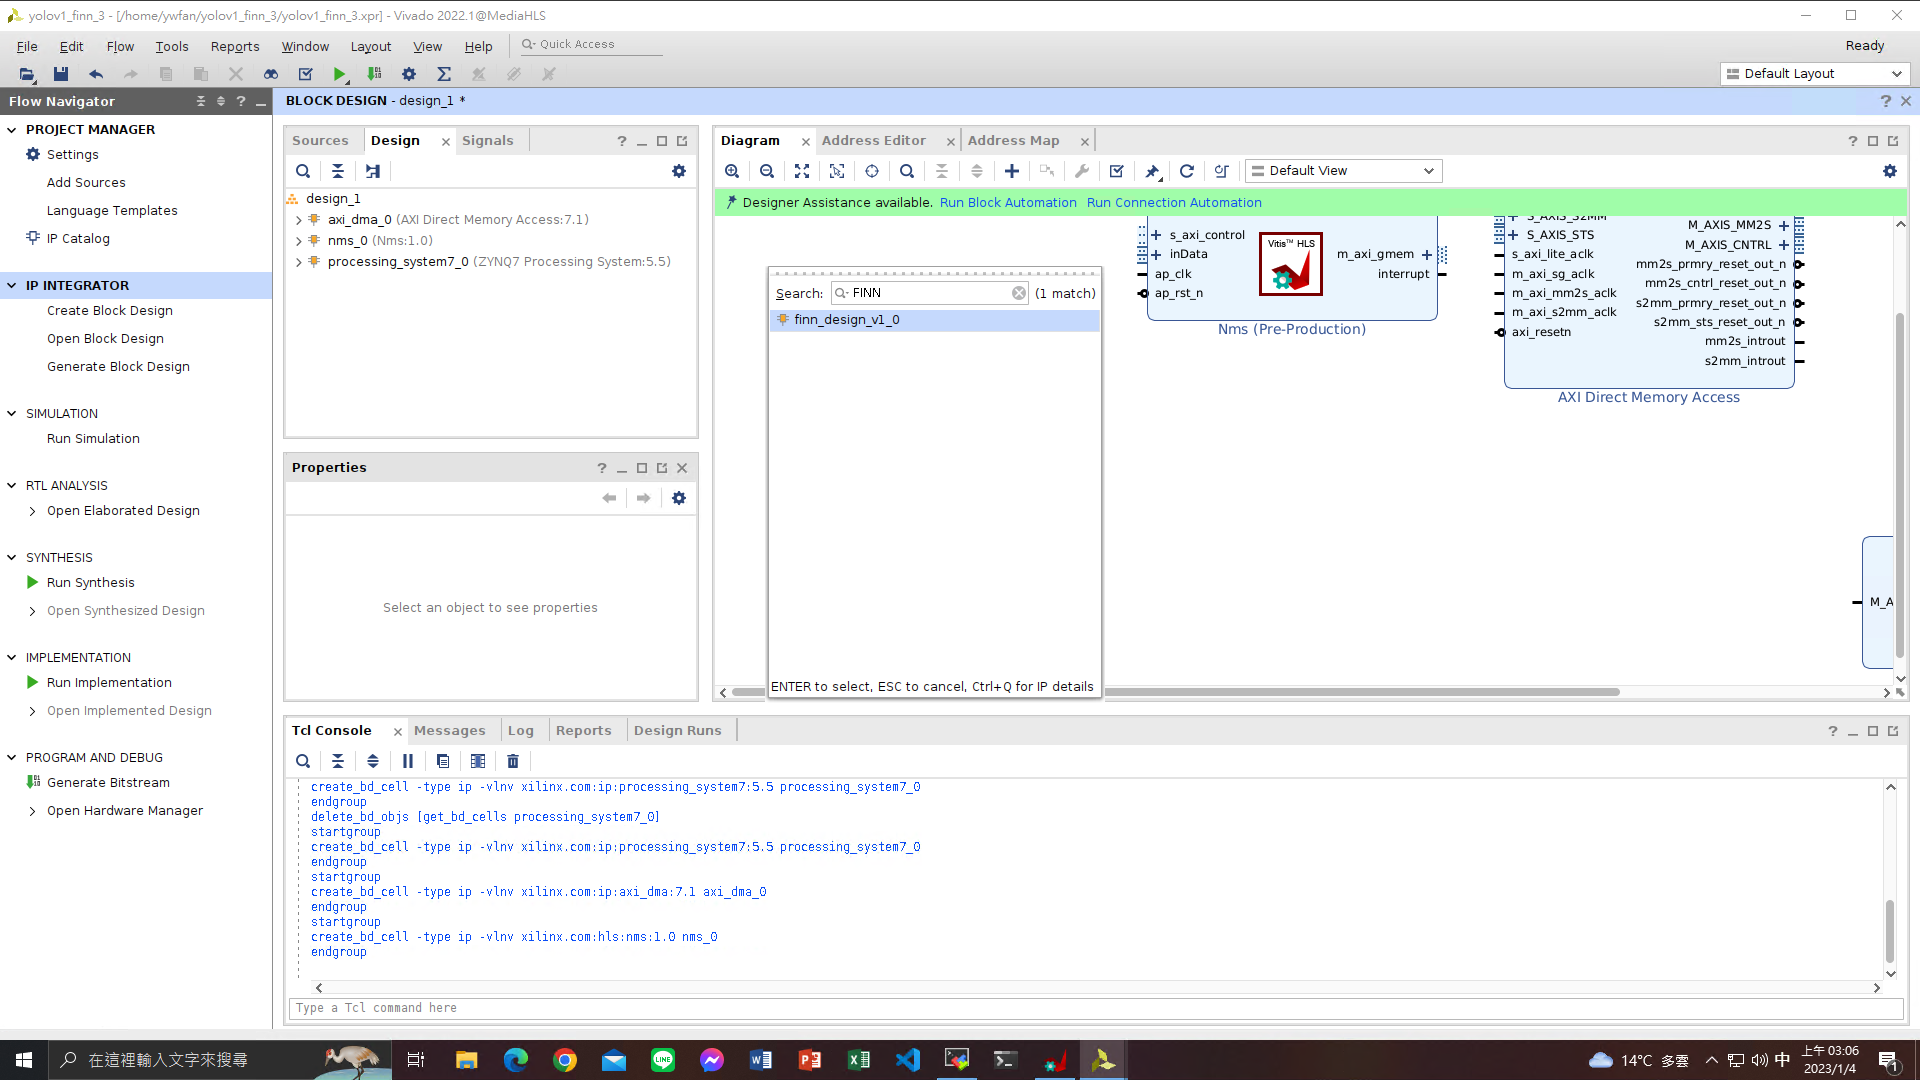 yolov1_finn_3 - [/home/ywfan/yolov1_finn_3/yolov1_finn_3.xpr] - Vivado 2022.1@MediaHLS
File Edit Flow Tools Reports Window Layout View Help Quick Access Ready
Default Layout
Flow Navigator
PROJECT MANAGER
Settings
Add Sources
Language Templates
IP Catalog
IP INTEGRATOR
Create Block Design
Open Block Design
Generate Block Design
SIMULATION
Run Simulation
RTL ANALYSIS
Open Elaborated Design
SYNTHESIS
Run Synthesis
Open Synthesized Design
IMPLEMENTATION
Run Implementation
Open Implemented Design
PROGRAM AND DEBUG
Generate Bitstream
Open Hardware Manager
BLOCK DESIGN - design_1 *
Sources Design Signals
design_1
axi_dma_0 (AXI Direct Memory Access:7.1)
nms_0 (Nms:1.0)
processing_system7_0 (ZYNQ7 Processing System:5.5)
Properties
Select an object to see properties
Diagram Address Editor Address Map
Default View
Designer Assistance available. Run Block Automation Run Connection Automation
Search: FINN (1 match)
finn_design_v1_0
ENTER to select, ESC to cancel, Ctrl+Q for IP details
s_axi_control
inData
ap_clk
ap_rst_n
Vitis™ HLS
m_axi_gmem
interrupt
Nms (Pre-Production)
S_AXIS_S2MM
S_AXIS_STS
s_axi_lite_aclk
m_axi_sg_aclk
m_axi_mm2s_aclk
m_axi_s2mm_aclk
axi_resetn
M_AXIS_MM2S
M_AXIS_CNTRL
mm2s_prmry_reset_out_n
mm2s_cntrl_reset_out_n
s2mm_prmry_reset_out_n
s2mm_sts_reset_out_n
mm2s_introut
s2mm_introut
AXI Direct Memory Access
M_A
Tcl Console Messages Log Reports Design Runs
create_bd_cell -type ip -vlnv xilinx.com:ip:processing_system7:5.5 processing_system7_0
endgroup
delete_bd_objs [get_bd_cells processing_system7_0]
startgroup
create_bd_cell -type ip -vlnv xilinx.com:ip:processing_system7:5.5 processing_system7_0
endgroup
startgroup
create_bd_cell -type ip -vlnv xilinx.com:ip:axi_dma:7.1 axi_dma_0
endgroup
startgroup
create_bd_cell -type ip -vlnv xilinx.com:hls:nms:1.0 nms_0
endgroup
Type a Tcl command here
在這裡輸入文字來搜尋
14°C 多雲
中
上午 03:06
2023/1/4
1